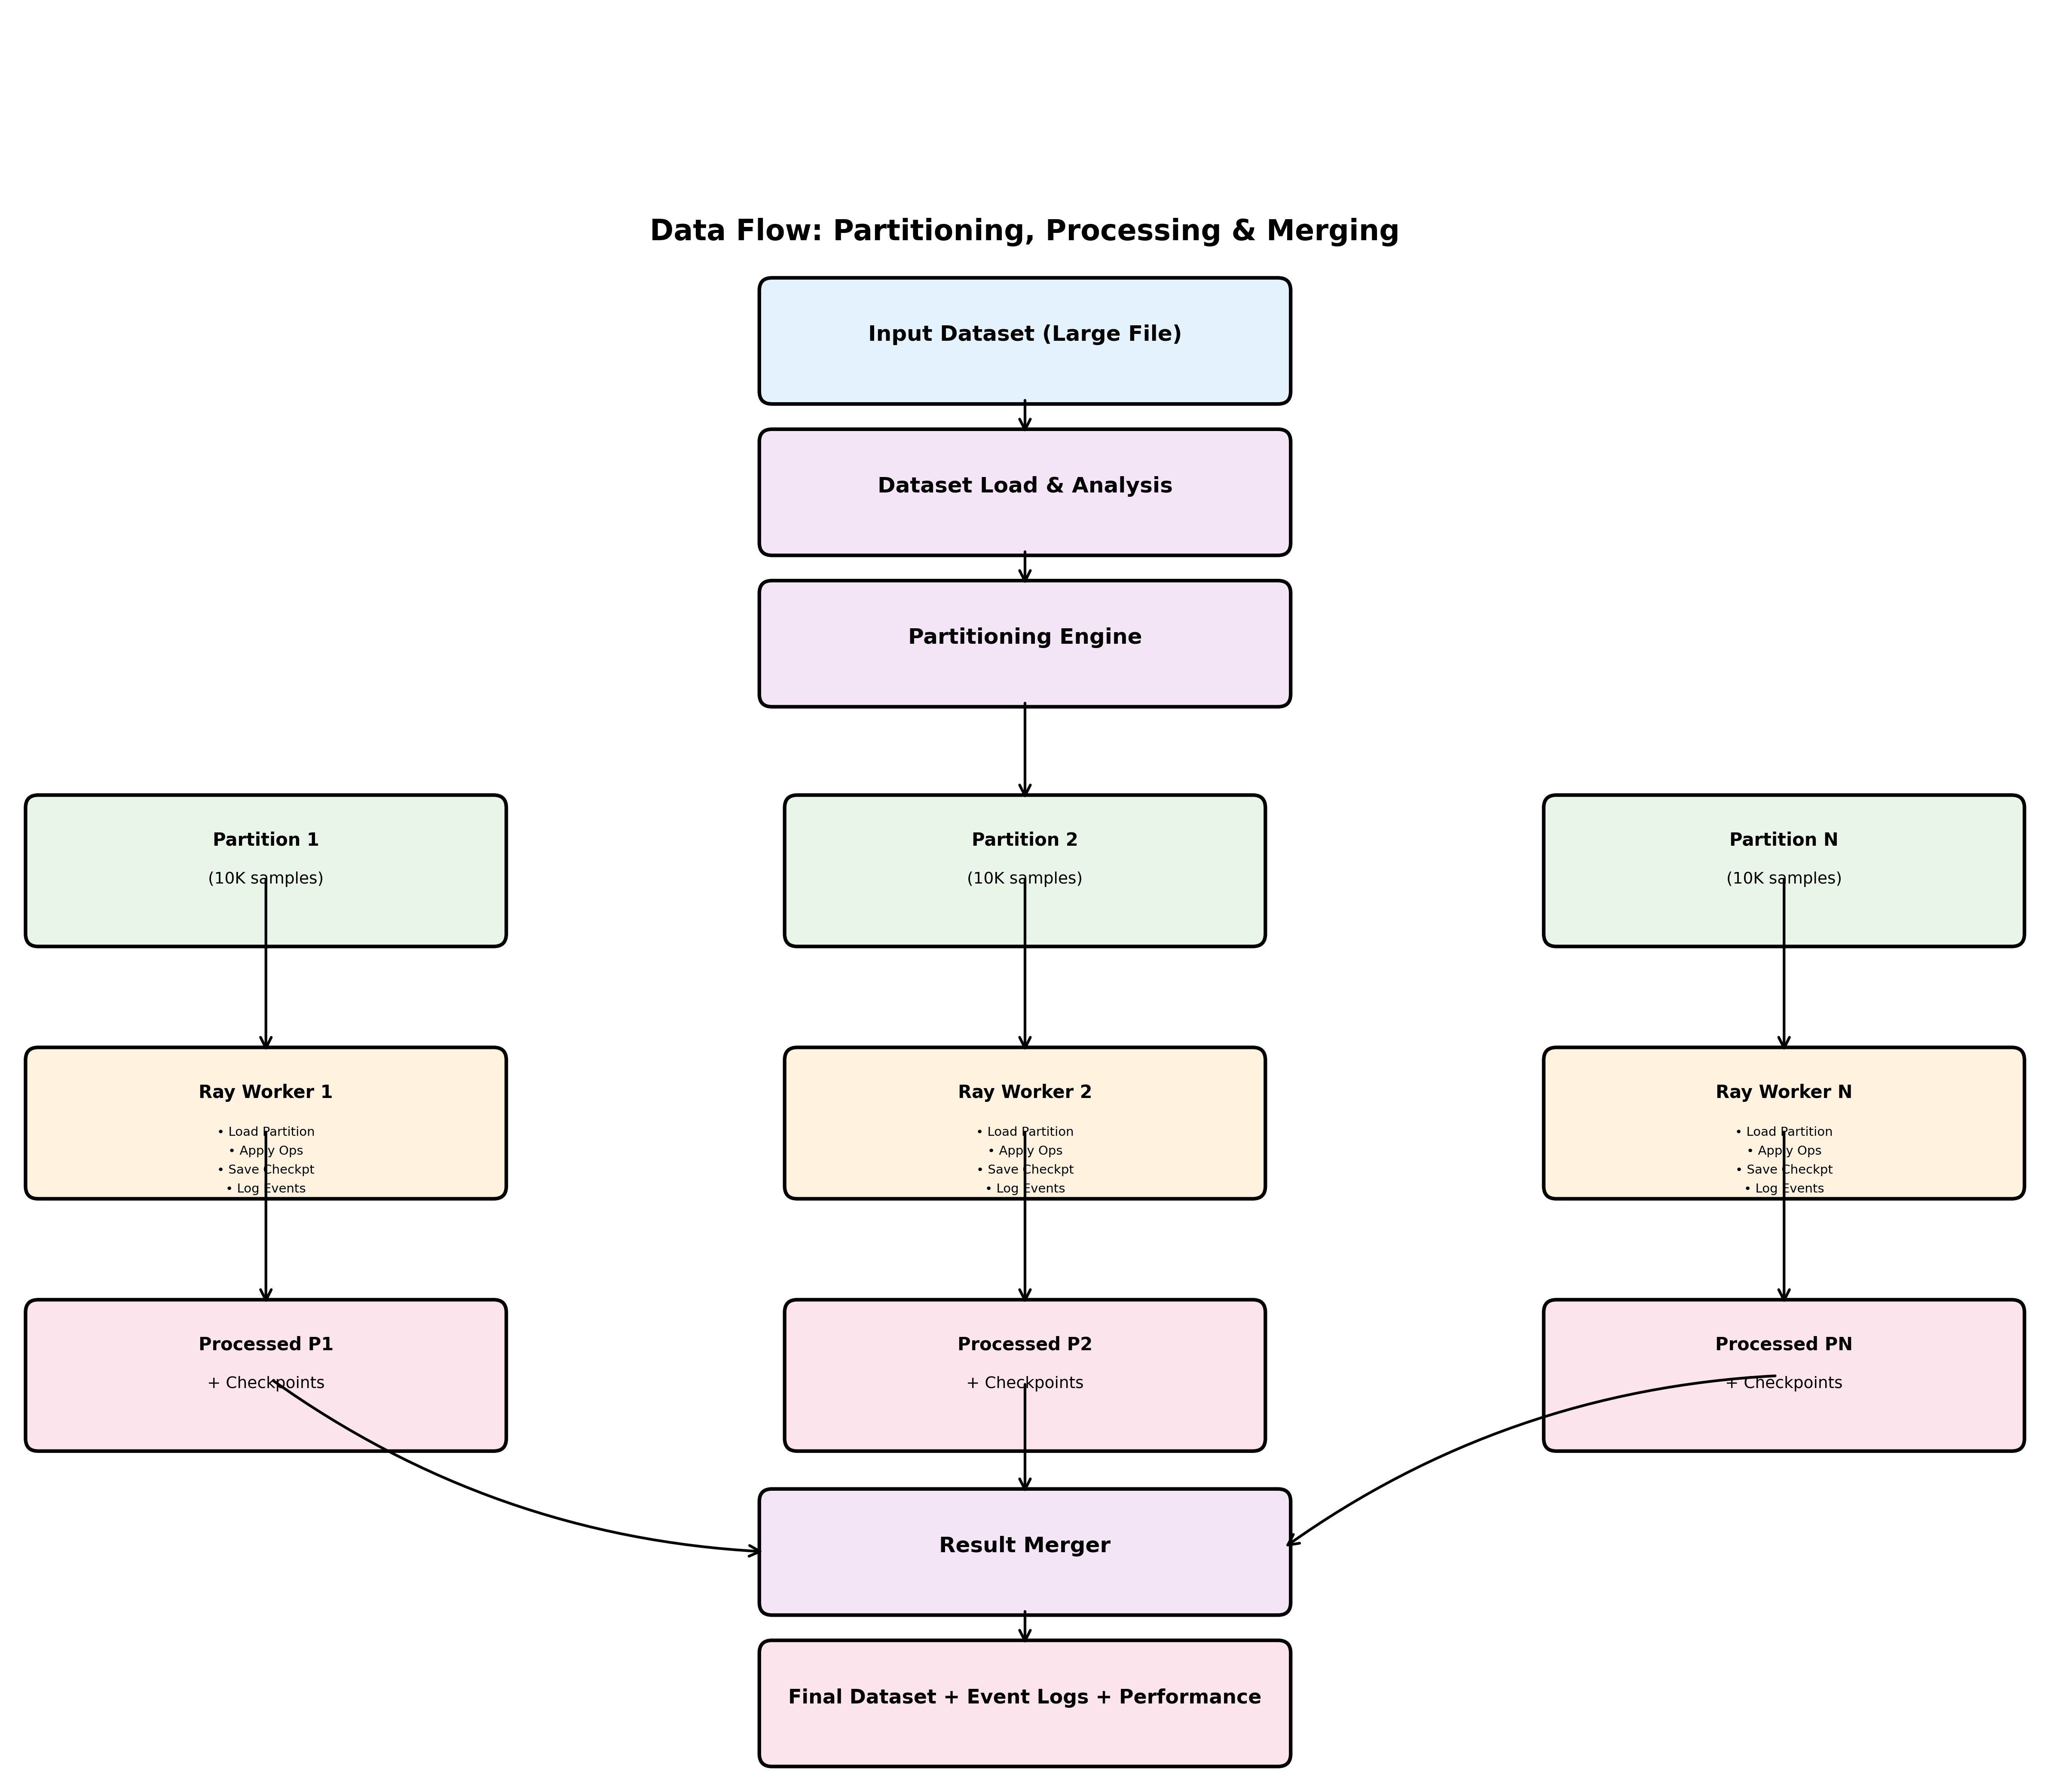 Data Flow: Partitioning, Processing & Merging
Input Dataset (Large File)
Dataset Load & Analysis
Partitioning Engine
Partition 1
(10K samples)
Partition 2
(10K samples)
Partition N
(10K samples)
Ray Worker 1
• Load Partition
• Apply Ops
• Save Checkpt
• Log Events
Ray Worker 2
• Load Partition
• Apply Ops
• Save Checkpt
• Log Events
Ray Worker N
• Load Partition
• Apply Ops
• Save Checkpt
• Log Events
Processed P1
+ Checkpoints
Processed P2
+ Checkpoints
Processed PN
+ Checkpoints
Result Merger
Final Dataset + Event Logs + Performance